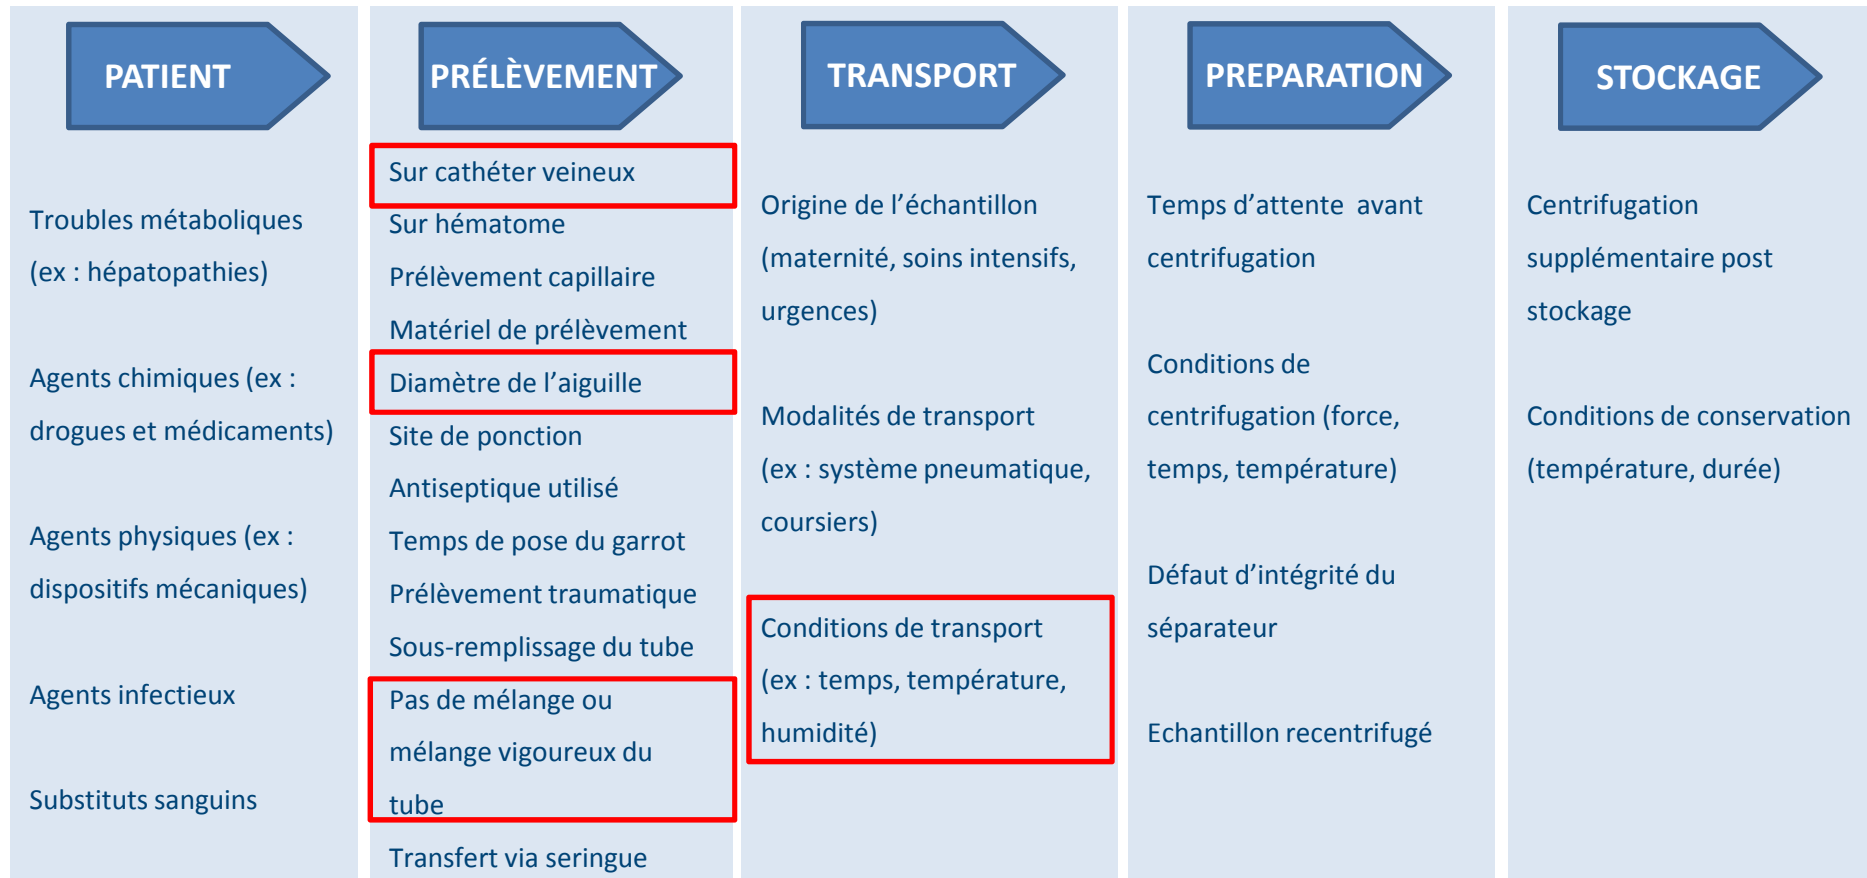 PATIENT
Troubles métaboliques
(ex : hépatopathies)
Agents chimiques (ex :
drogues et médicaments)
Agents physiques (ex :
dispositifs mécaniques)
Agents infectieux
Substituts sanguins
PRÉLÈVEMENT
Sur cathéter veineux
Sur hématome
Prélèvement capillaire
Matériel de prélèvement
Diamètre de l’aiguille
Site de ponction
Antiseptique utilisé
Temps de pose du garrot
Prélèvement traumatique
Sous-remplissage du tube
Pas de mélange ou
mélange vigoureux du
tube
Transfert via seringue
TRANSPORT
Origine de l’échantillon
(maternité, soins intensifs,
urgences)
Modalités de transport
(ex : système pneumatique,
coursiers)
Conditions de transport
(ex : temps, température,
humidité)
PREPARATION
Temps d’attente avant
centrifugation
Conditions de
centrifugation (force,
temps, température)
Défaut d’intégrité du
séparateur
Echantillon recentrifugé
STOCKAGE
Centrifugation
supplémentaire post
stockage
Conditions de conservation
(température, durée)